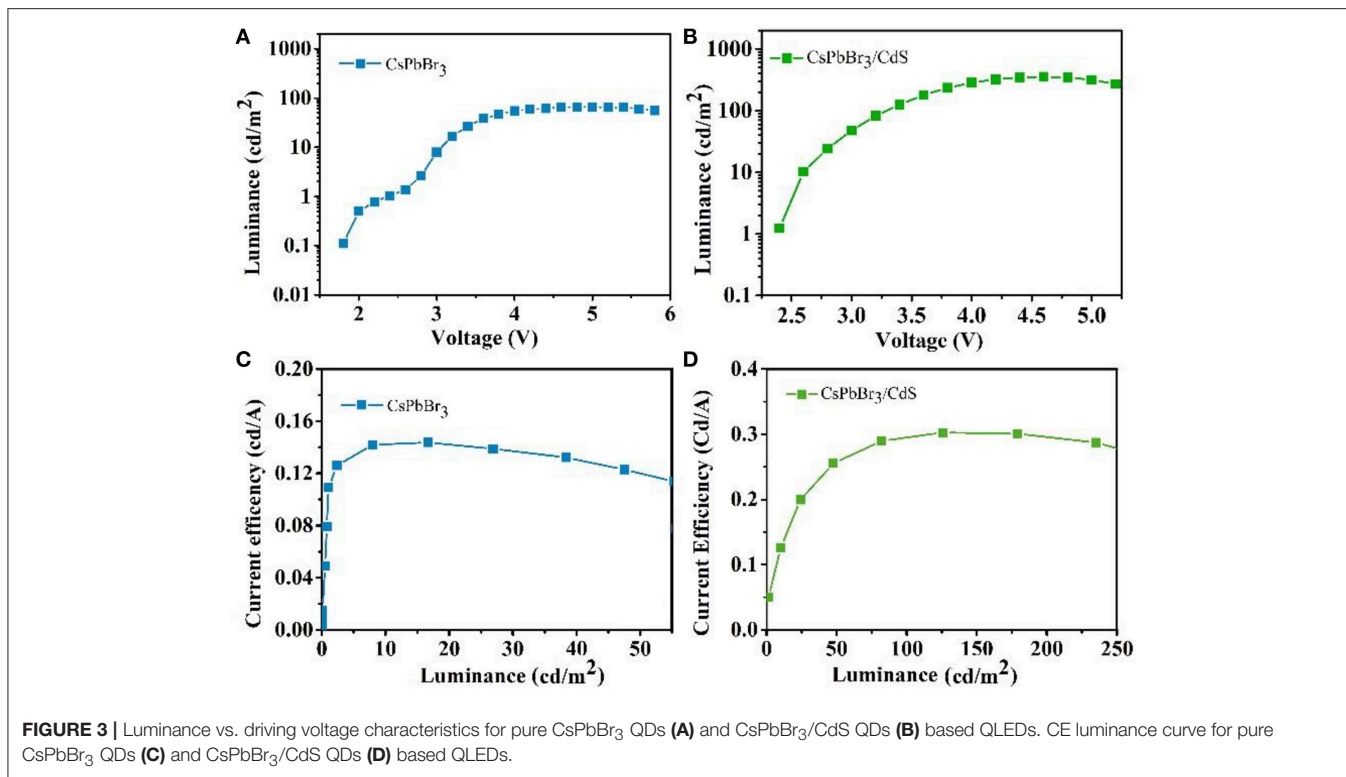 A
1000
100
10
1
0.1
0.01
Luminance (cd/m²)
CsPbBr₃
2
3
4
5
6
Voltage (V)
B
1000
100
10
1
0.1
Luminance (cd/m²)
CsPbBr₃/CdS
2.5
3.0
3.5
4.0
4.5
5.0
Voltagc (V)
C
0.20
0.16
0.12
0.08
0.04
0.00
Current efficency (cd/A)
CsPbBr₃
0
10
20
30
40
50
Luminance (cd/m²)
D
0.4
0.3
0.2
0.1
0.0
Current Efficiency (Cd/A)
CsPbBr₃/CdS
0
50
100
150
200
250
Luminance (cd/m²)
FIGURE 3 | Luminance vs. driving voltage characteristics for pure CsPbBr₃ QDs (A) and CsPbBr₃/CdS QDs (B) based QLEDs. CE luminance curve for pure
CsPbBr₃ QDs (C) and CsPbBr₃/CdS QDs (D) based QLEDs.